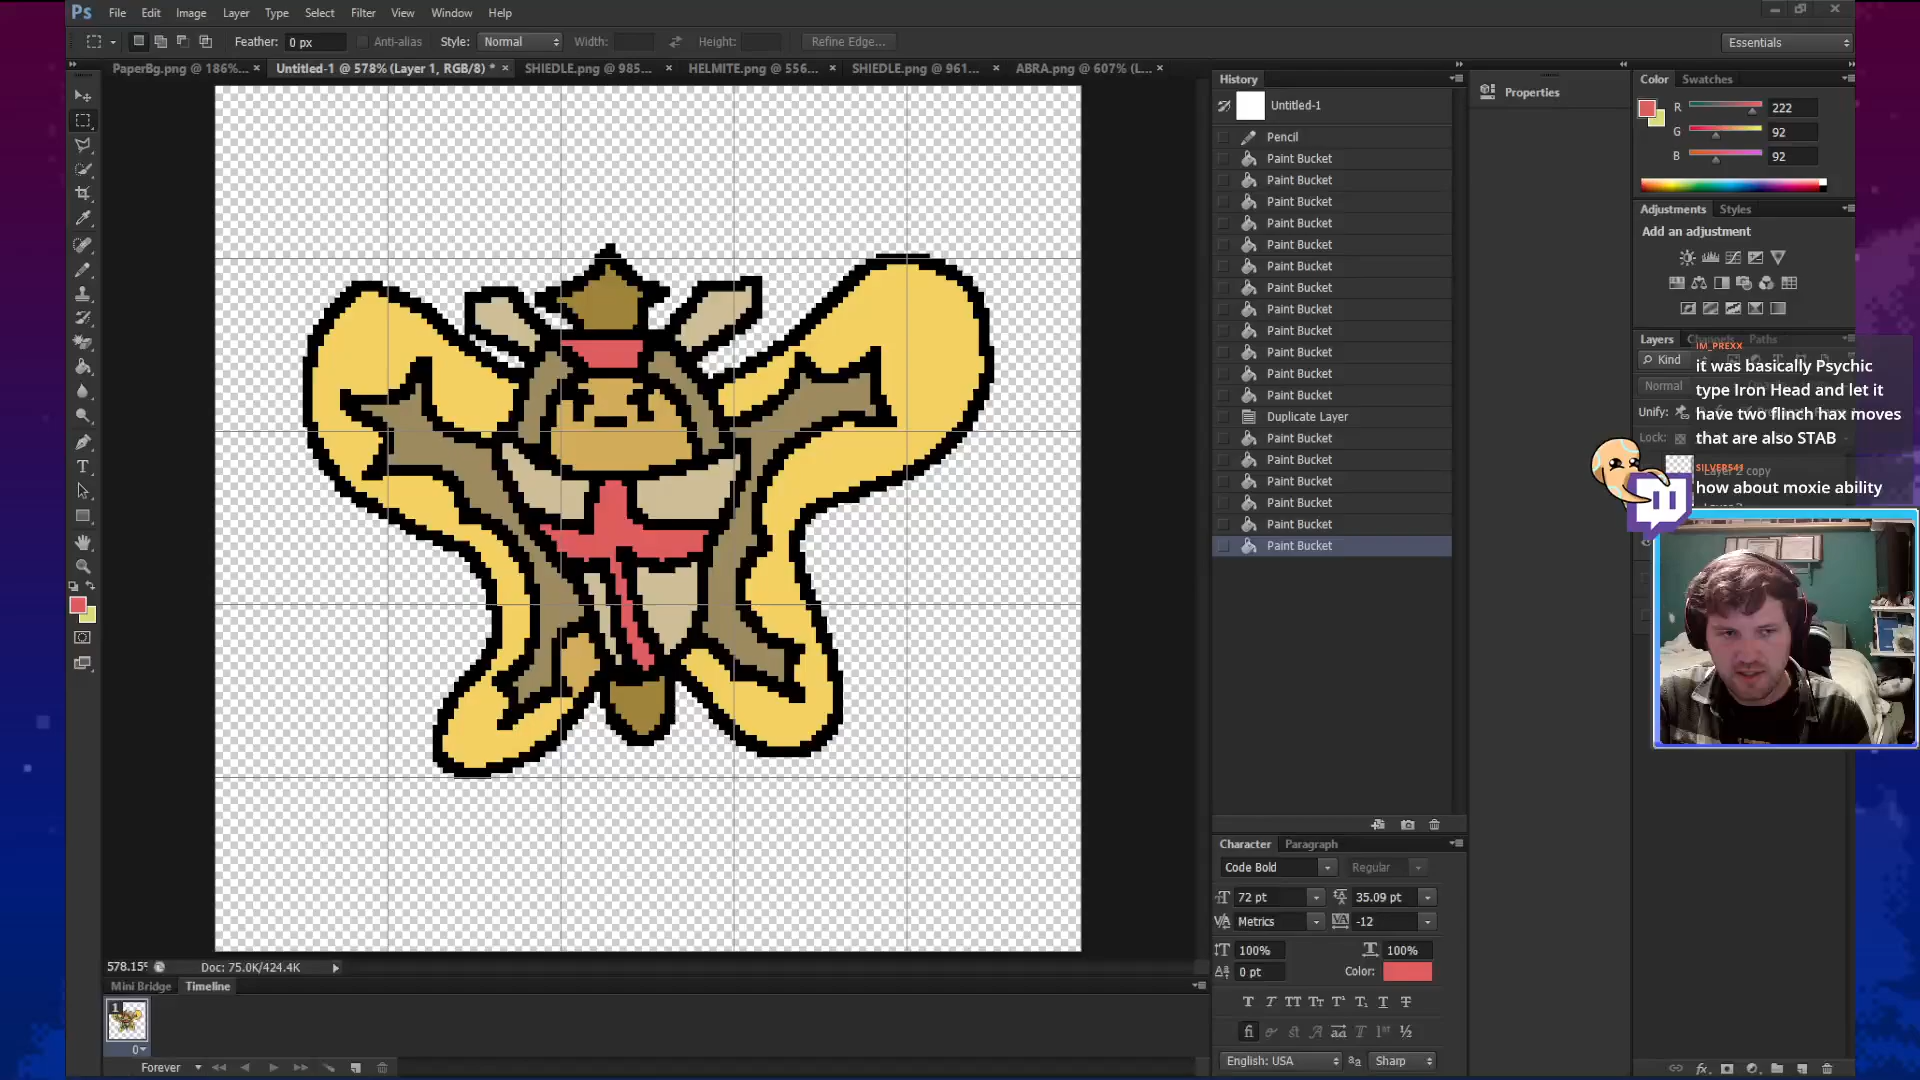 Ps File Edit Image Layer Type Select Filter View Window Help
Feather: 0 px Anti-alias Style: Normal Width: Height: Refine Edge... Essentials
PaperBg.png @ 186%... × Untitled-1 @ 578% (Layer 1, RGB/8) * × SHIEDLE.png @ 985... × HELMITE.png @ 556... × SHIEDLE.png @ 961... × ABRA.png @ 607% (L... ×
History
Untitled-1
Pencil
Paint Bucket
Paint Bucket
Paint Bucket
Paint Bucket
Paint Bucket
Paint Bucket
Paint Bucket
Paint Bucket
Paint Bucket
Paint Bucket
Paint Bucket
Paint Bucket
Duplicate Layer
Paint Bucket
Paint Bucket
Paint Bucket
Paint Bucket
Paint Bucket
Paint Bucket
Properties
Color Swatches
R 222
G 92
B 92
Adjustments Styles
Add an adjustment
Layers Channels Paths
Kind
Normal
Unify:
Lock:
Layer 2 copy
IM_PREXX
it was basically Psychic
type Iron Head and let it
have two flinch hax moves
that are also STAB
SILVER541
how about moxie ability
Character Paragraph
Code Bold Regular
72 pt 35.09 pt
Metrics -12
100% 100%
0 pt Color:
English: USA Sharp
578.15% Doc: 75.0K/424.4K
Mini Bridge Timeline
1
0
Forever